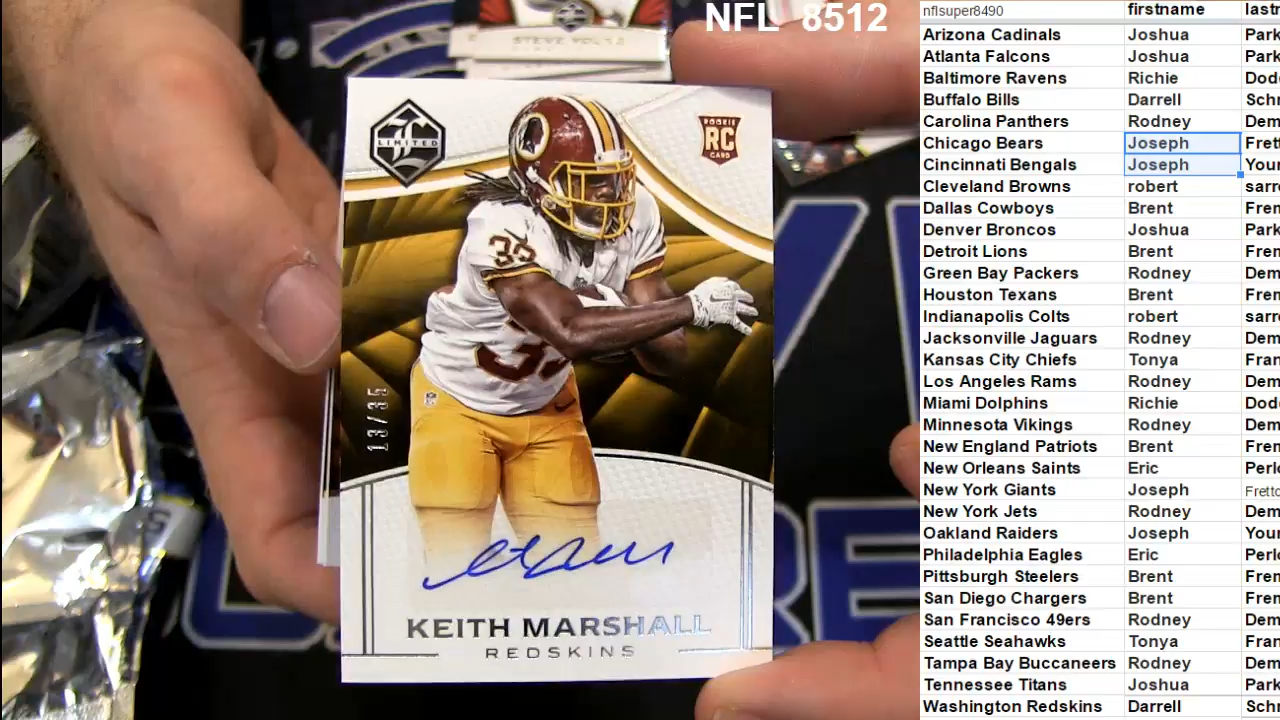 NFL 8512
STEVE YOUNG
LIMITED
ROOKIE
RC
CARD
39
13/35
KEITH MARSHALL
REDSKINS
nflsuper8490 firstname
Arizona Cadinals Joshua
Atlanta Falcons Joshua
Baltimore Ravens Richie
Buffalo Bills Darrell
Carolina Panthers Rodney
Chicago Bears Joseph
Cincinnati Bengals Joseph
Cleveland Browns robert
Dallas Cowboys Brent
Denver Broncos Joshua
Detroit Lions Brent
Green Bay Packers Rodney
Houston Texans Brent
Indianapolis Colts robert
Jacksonville Jaguars Rodney
Kansas City Chiefs Tonya
Los Angeles Rams Rodney
Miami Dolphins Richie
Minnesota Vikings Rodney
New England Patriots Brent
New Orleans Saints Eric
New York Giants Joseph
New York Jets Rodney
Oakland Raiders Joseph
Philadelphia Eagles Eric
Pittsburgh Steelers Brent
San Diego Chargers Brent
San Francisco 49ers Rodney
Seattle Seahawks Tonya
Tampa Bay Buccaneers Rodney
Tennessee Titans Joshua
Washington Redskins Darrell